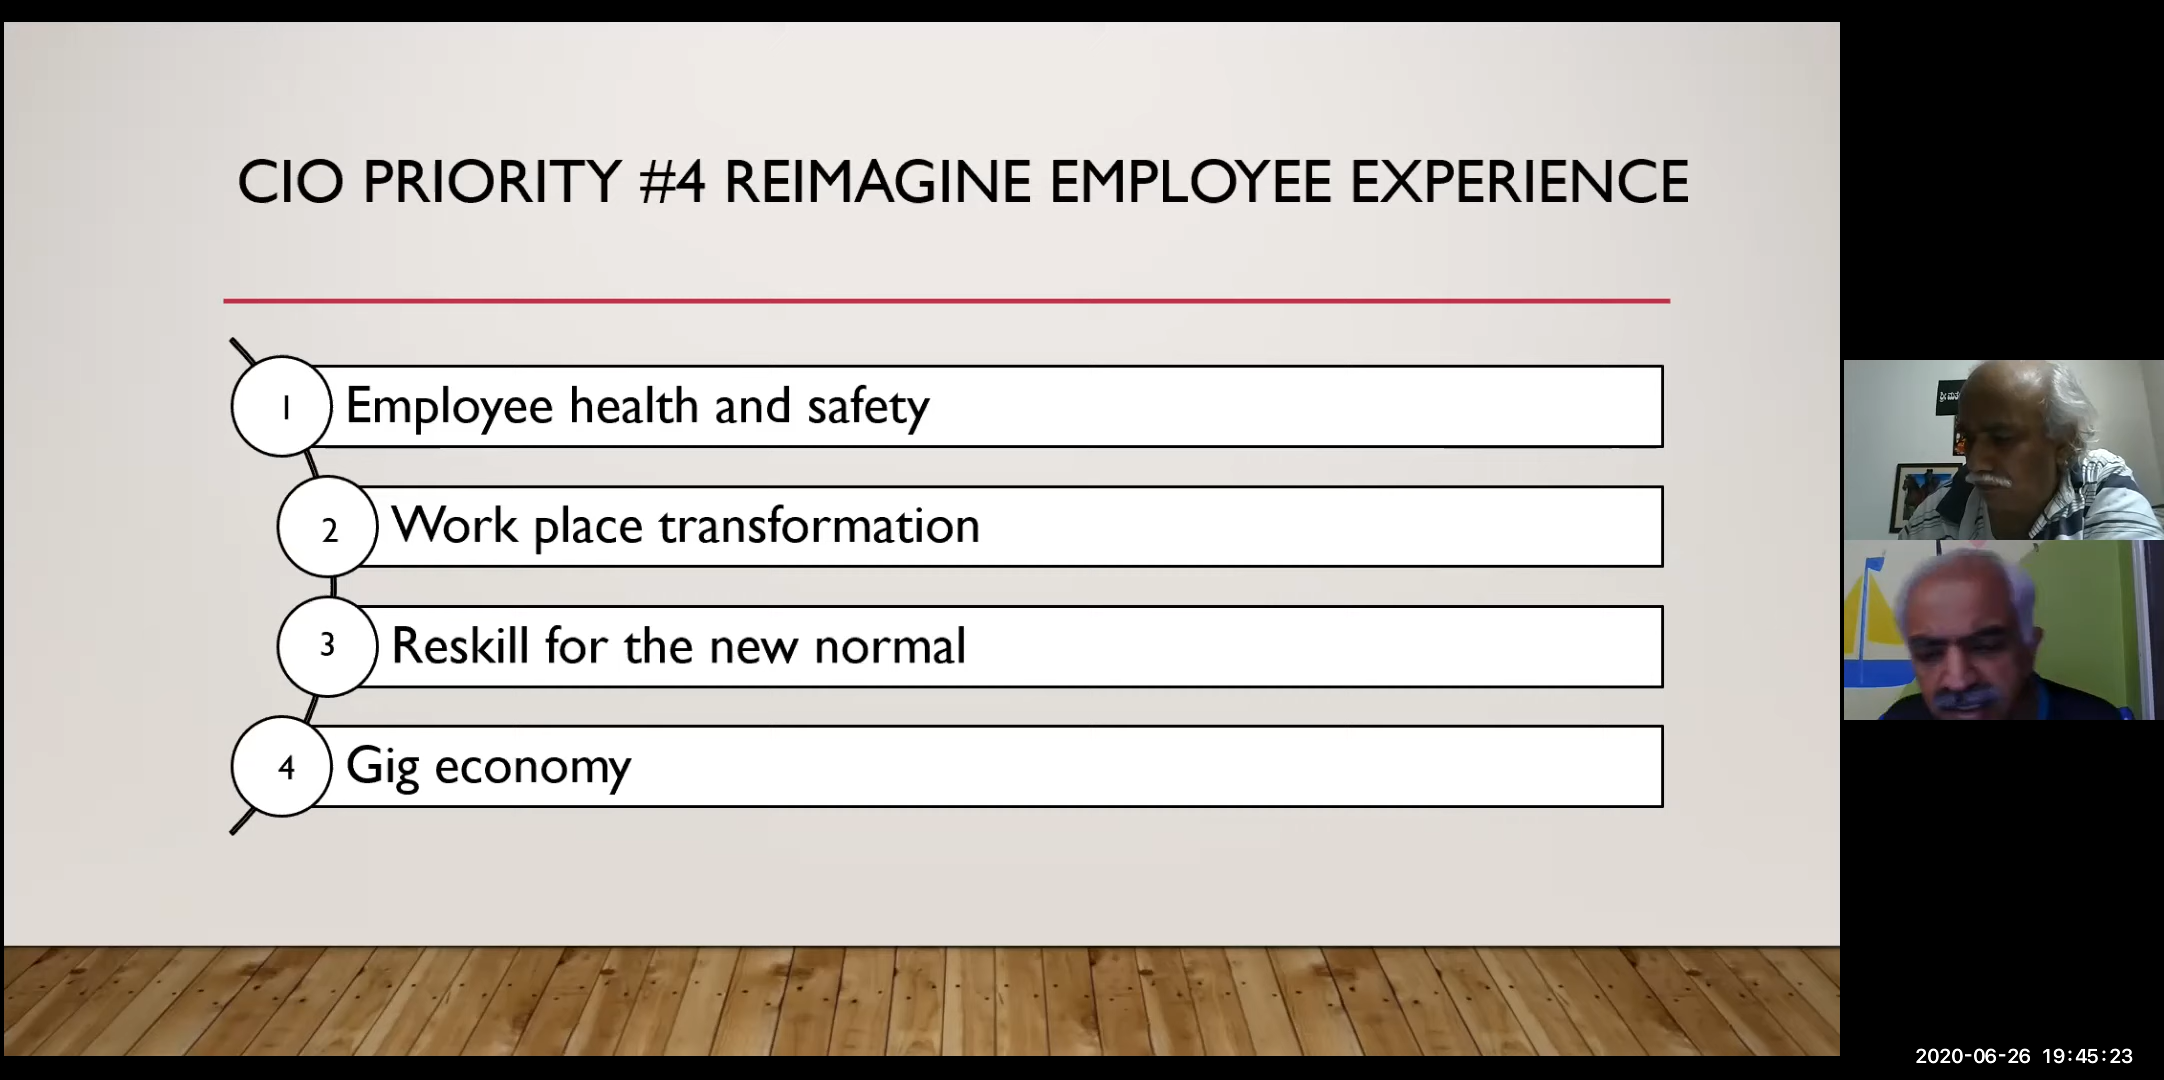 CIO PRIORITY #4 REIMAGINE EMPLOYEE EXPERIENCE
1 Employee health and safety
2 Work place transformation
3 Reskill for the new normal
4 Gig economy
2020-06-26 19:45:23